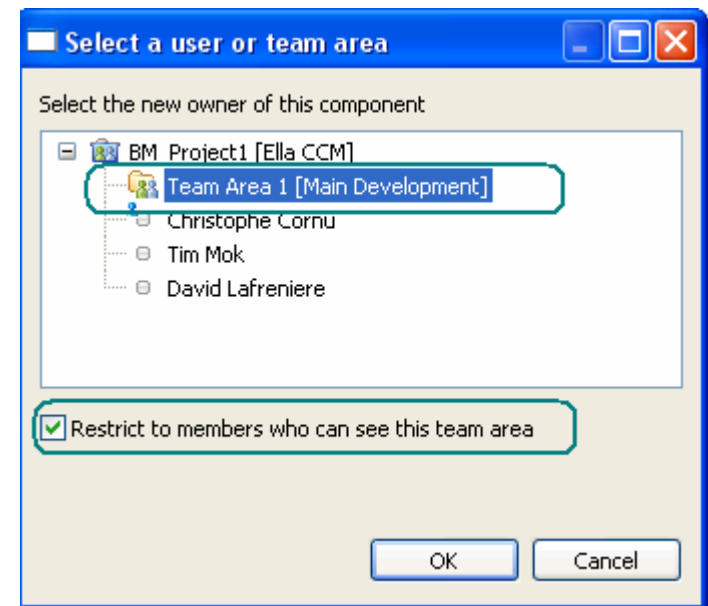 Select a user or team area
Select the new owner of this component
BM Project1 [Ella CCM]
Team Area 1 [Main Development]
Christophe Cornu
Tim Mok
David Lafreniere
Restrict to members who can see this team area
OK
Cancel